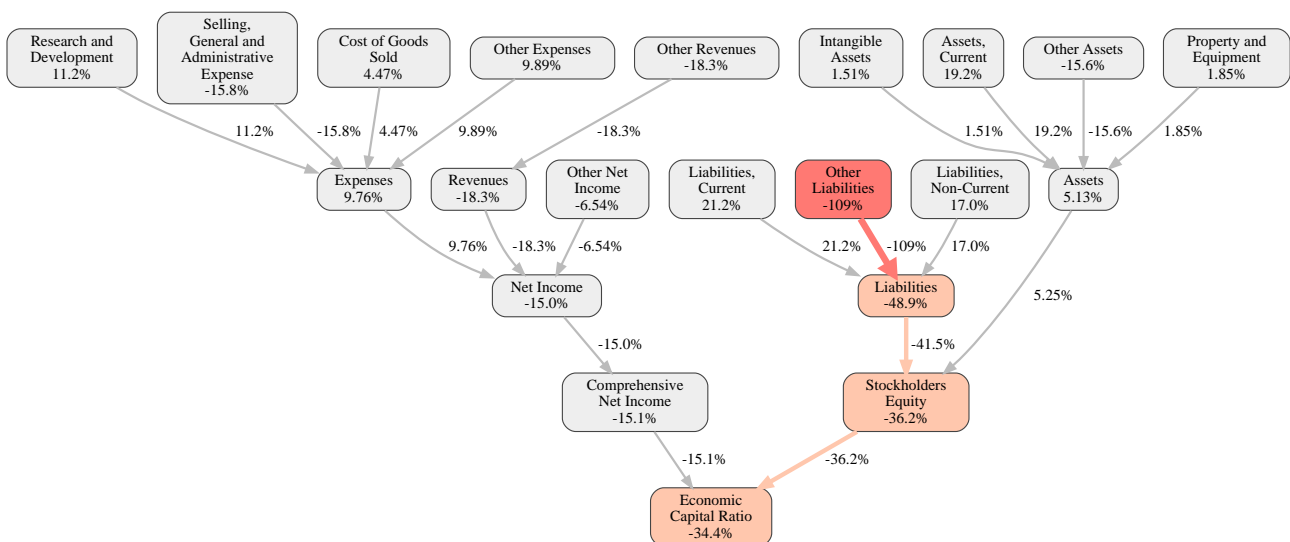 Research and
Development
11.2%
Selling,
General and
Administrative
Expense
-15.8%
Cost of Goods
Sold
4.47%
Other Expenses
9.89%
Other Revenues
-18.3%
Intangible
Assets
1.51%
Assets,
Current
19.2%
Other Assets
-15.6%
Property and
Equipment
1.85%
11.2%
-15.8%
4.47%
9.89%
-18.3%
1.51%
19.2%
-15.6%
1.85%
Expenses
9.76%
Revenues
-18.3%
Other Net
Income
-6.54%
Liabilities,
Current
21.2%
Other
Liabilities
-109%
Liabilities,
Non-Current
17.0%
Assets
5.13%
9.76%
-18.3%
-6.54%
21.2%
-109%
17.0%
Net Income
-15.0%
Liabilities
-48.9%
5.25%
-15.0%
-41.5%
Comprehensive
Net Income
-15.1%
Stockholders
Equity
-36.2%
-15.1%
-36.2%
Economic
Capital Ratio
-34.4%